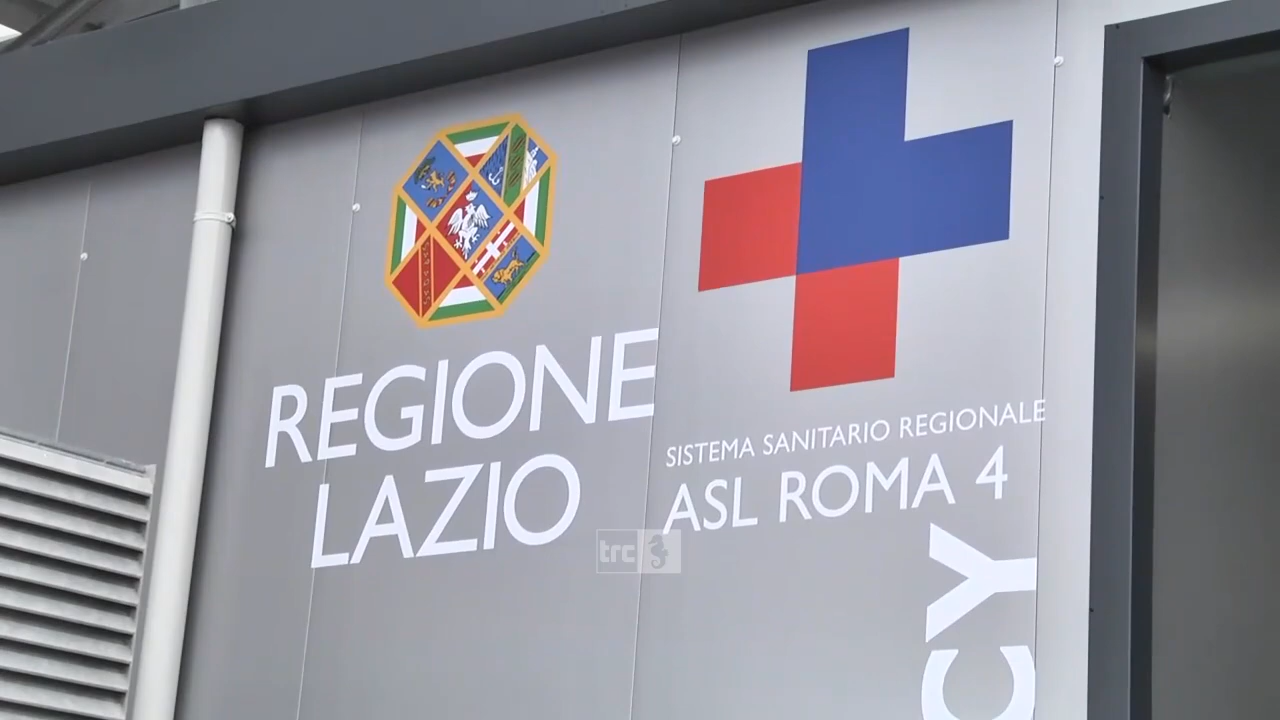 REGIONE
LAZIO
SISTEMA SANITARIO REGIONALE
ASL ROMA 4
trc
CY